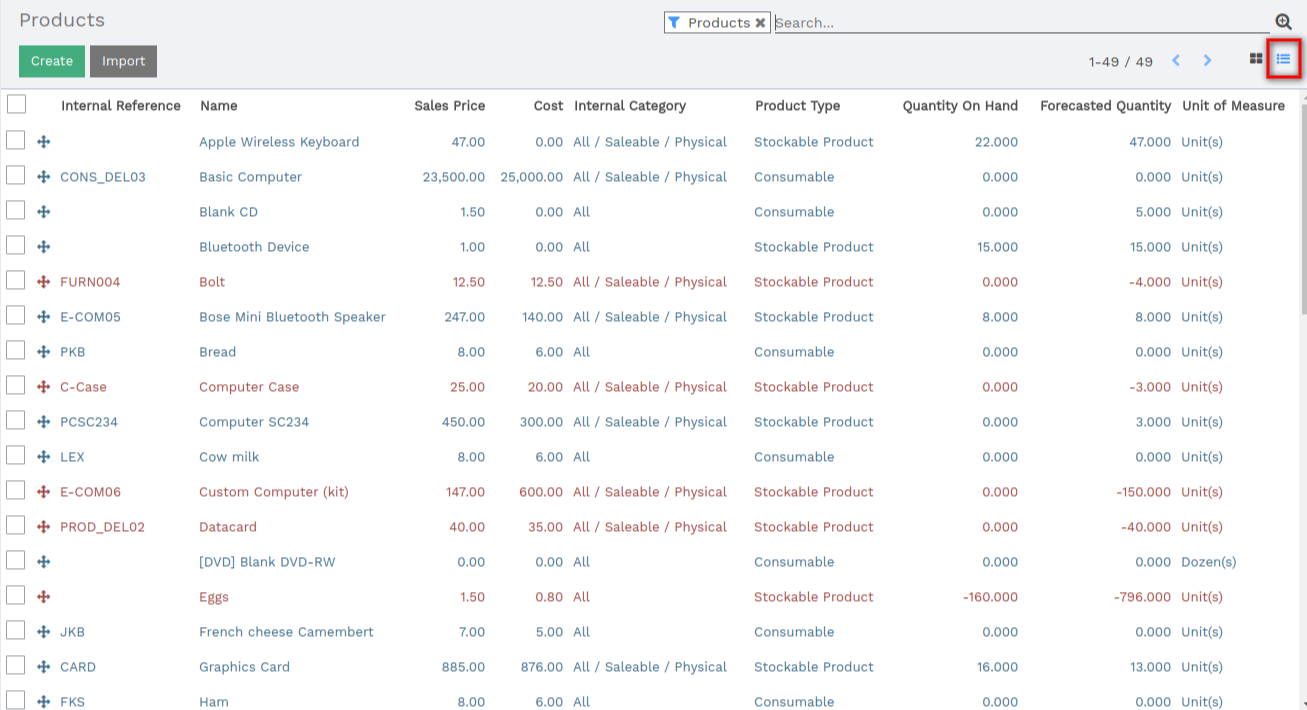 Products
Products Search...
Create Import 1-49 / 49
Internal Reference Name Sales Price Cost Internal Category Product Type Quantity On Hand Forecasted Quantity Unit of Measure
Apple Wireless Keyboard 47.00 0.00 All / Saleable / Physical Stockable Product 22.000 47.000 Unit(s)
CONS_DEL03 Basic Computer 23,500.00 25,000.00 All / Saleable / Physical Consumable 0.000 0.000 Unit(s)
Blank CD 1.50 0.00 All Consumable 0.000 5.000 Unit(s)
Bluetooth Device 1.00 0.00 All Stockable Product 15.000 15.000 Unit(s)
FURN004 Bolt 12.50 12.50 All / Saleable / Physical Stockable Product 0.000 -4.000 Unit(s)
E-COM05 Bose Mini Bluetooth Speaker 247.00 140.00 All / Saleable / Physical Stockable Product 8.000 8.000 Unit(s)
PKB Bread 8.00 6.00 All Consumable 0.000 0.000 Unit(s)
C-Case Computer Case 25.00 20.00 All / Saleable / Physical Stockable Product 0.000 -3.000 Unit(s)
PCSC234 Computer SC234 450.00 300.00 All / Saleable / Physical Stockable Product 0.000 3.000 Unit(s)
LEX Cow milk 8.00 6.00 All Consumable 0.000 0.000 Unit(s)
E-COM06 Custom Computer (kit) 147.00 600.00 All / Saleable / Physical Stockable Product 0.000 -150.000 Unit(s)
PROD_DEL02 Datacard 40.00 35.00 All / Saleable / Physical Stockable Product 0.000 -40.000 Unit(s)
[DVD] Blank DVD-RW 0.00 0.00 All Consumable 0.000 0.000 Dozen(s)
Eggs 1.50 0.80 All Stockable Product -160.000 -796.000 Unit(s)
JKB French cheese Camembert 7.00 5.00 All Consumable 0.000 0.000 Unit(s)
CARD Graphics Card 885.00 876.00 All / Saleable / Physical Stockable Product 16.000 13.000 Unit(s)
FKS Ham 8.00 6.00 All Consumable 0.000 0.000 Unit(s)